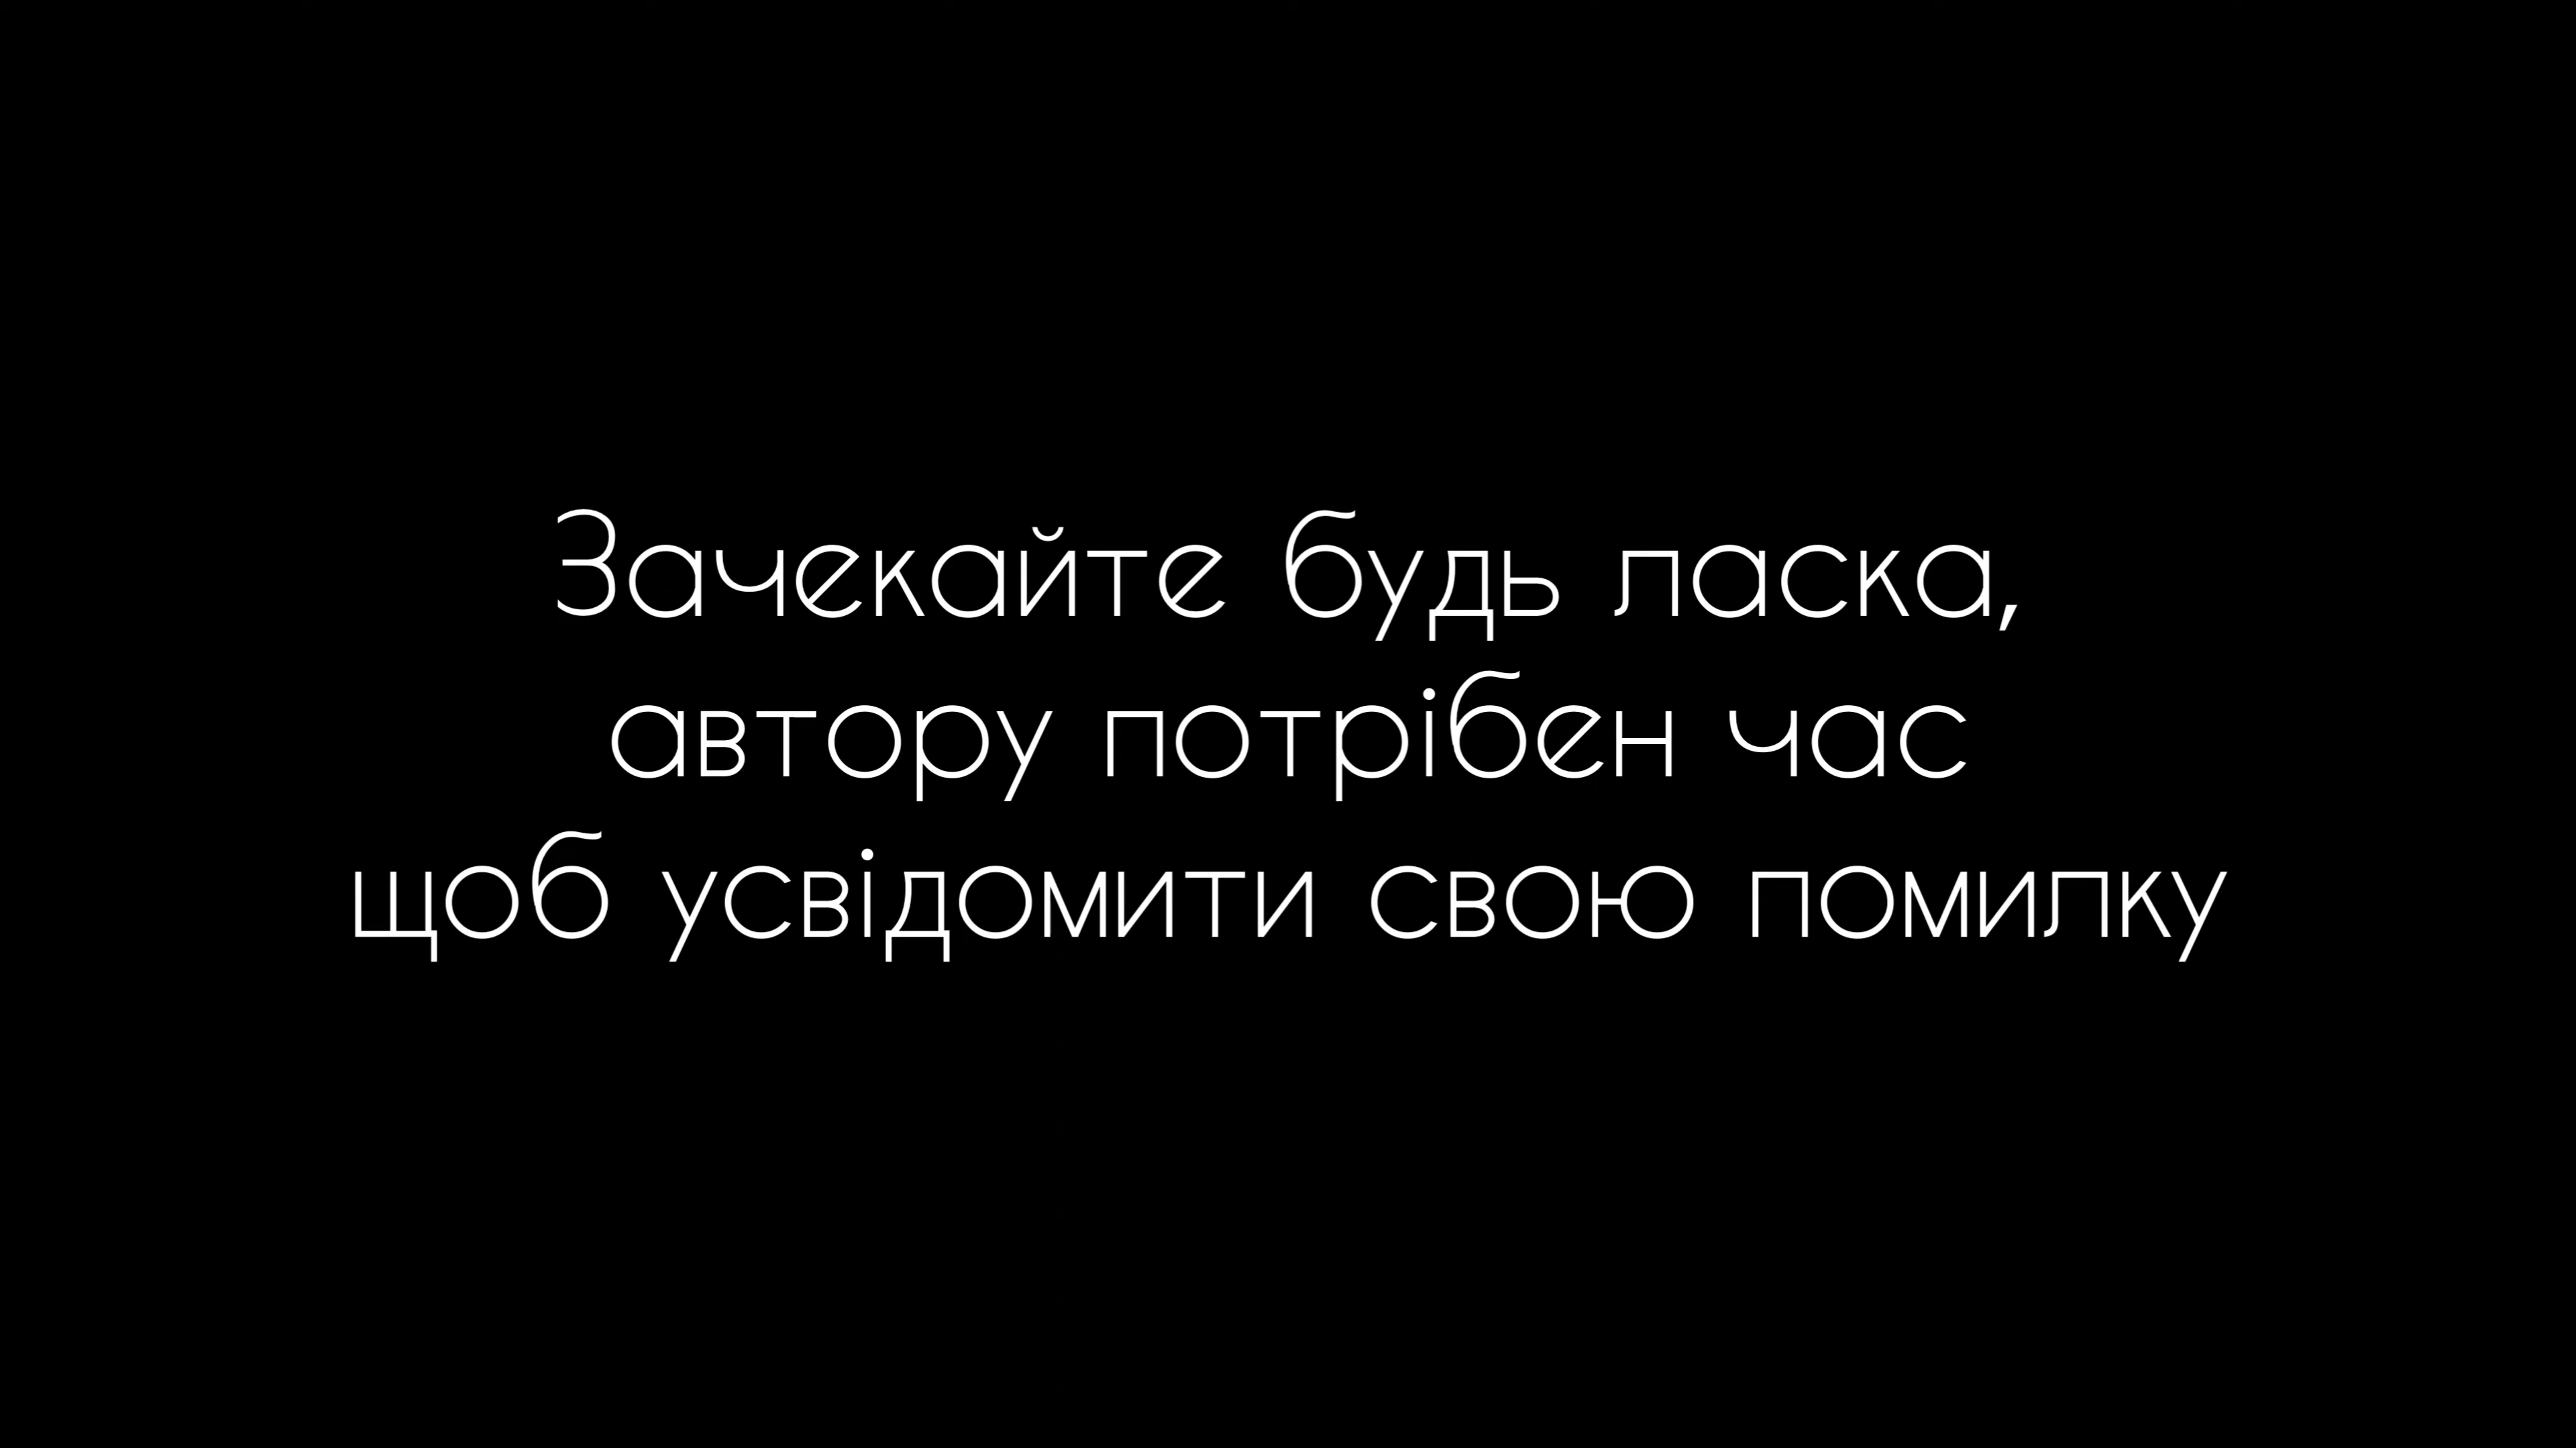 Зачекайте будь ласка,
автору потрібен час
щоб усвідомити свою помилку